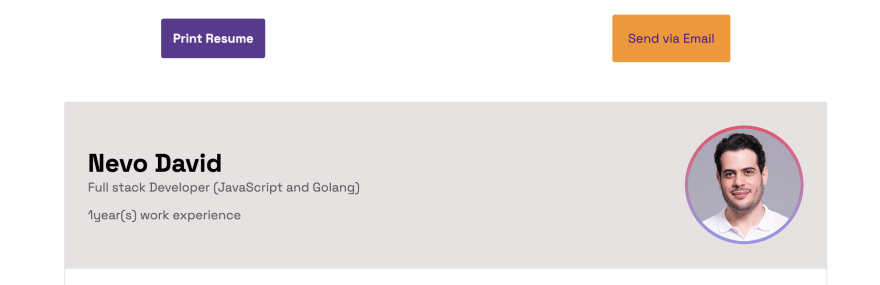 Print Resume
Send via Email
Nevo David
Full stack Developer (JavaScript and Golang)
1year(s) work experience